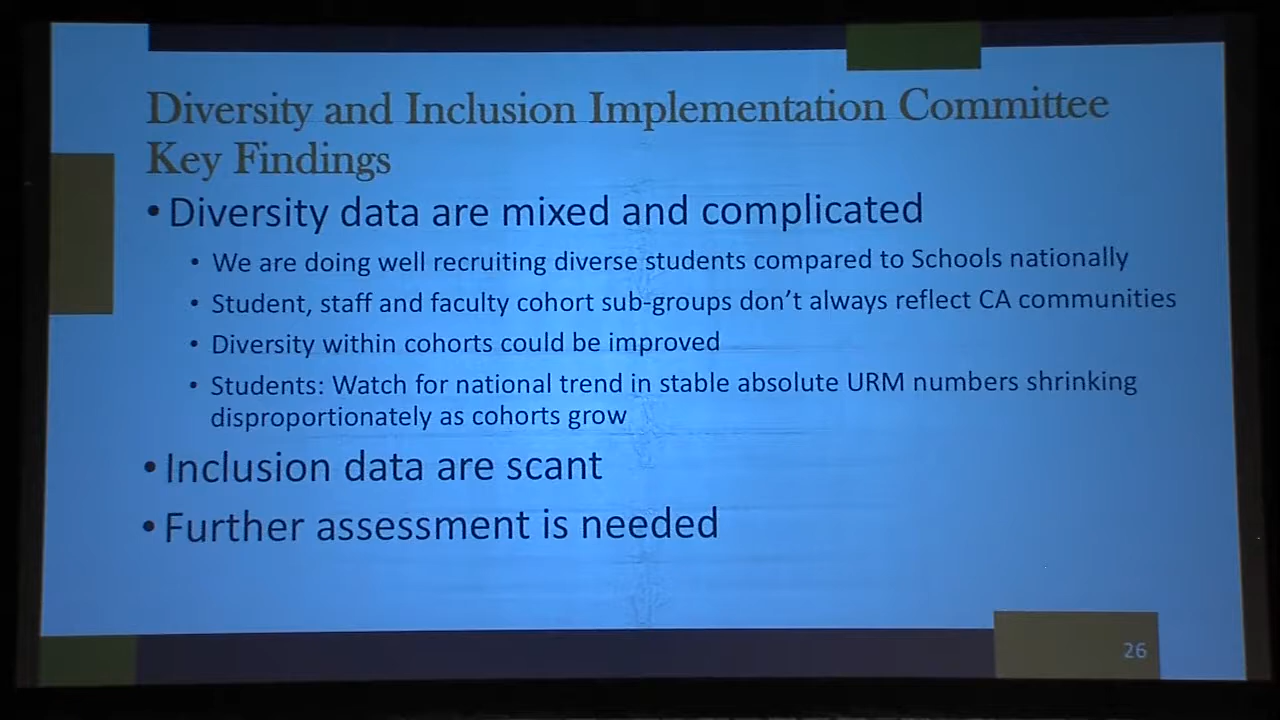 Diversity and Inclusion Implementation Committee
Key Findings
• Diversity data are mixed and complicated
• We are doing well recruiting diverse students compared to Schools nationally
• Student, staff and faculty cohort sub-groups don't always reflect CA communities
• Diversity within cohorts could be improved
• Students: Watch for national trend in stable absolute URM numbers shrinking
disproportionately as cohorts grow
• Inclusion data are scant
• Further assessment is needed
26